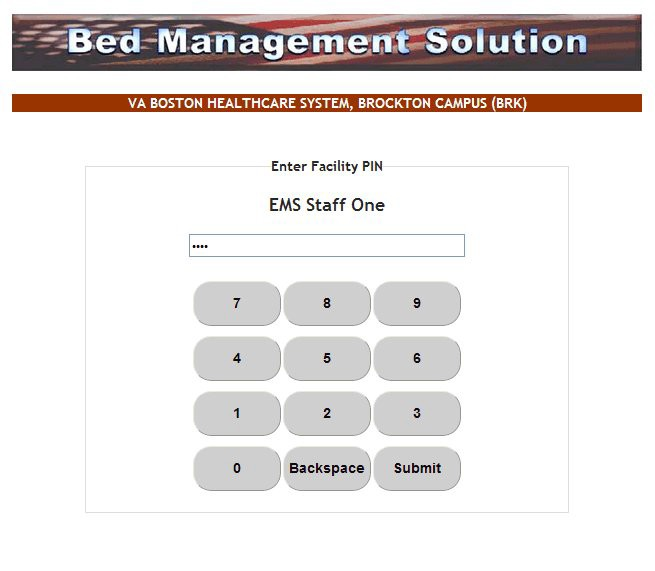 Bed Management Solution
VA BOSTON HEALTHCARE SYSTEM, BROCKTON CAMPUS (BRK)
Enter Facility PIN
EMS Staff One
••••
7 8 9
4 5 6
1 2 3
0 Backspace Submit